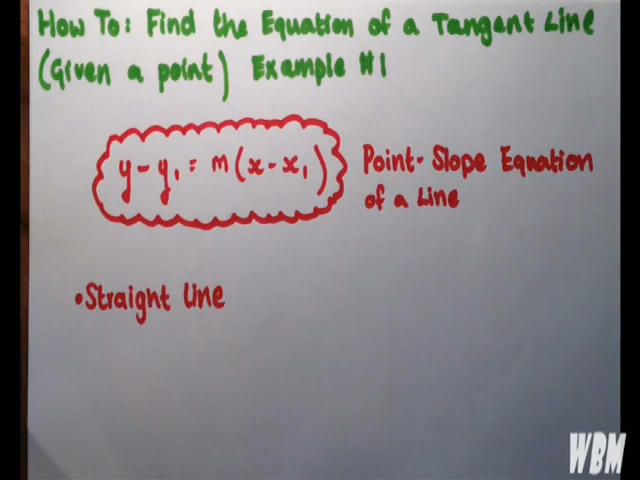 How To: Find the Equation of a Tangent Line
(Given a point) Example #1
y - y₁ = m(x - x₁)
Point-Slope Equation
of a Line
•Straight Line
WBM